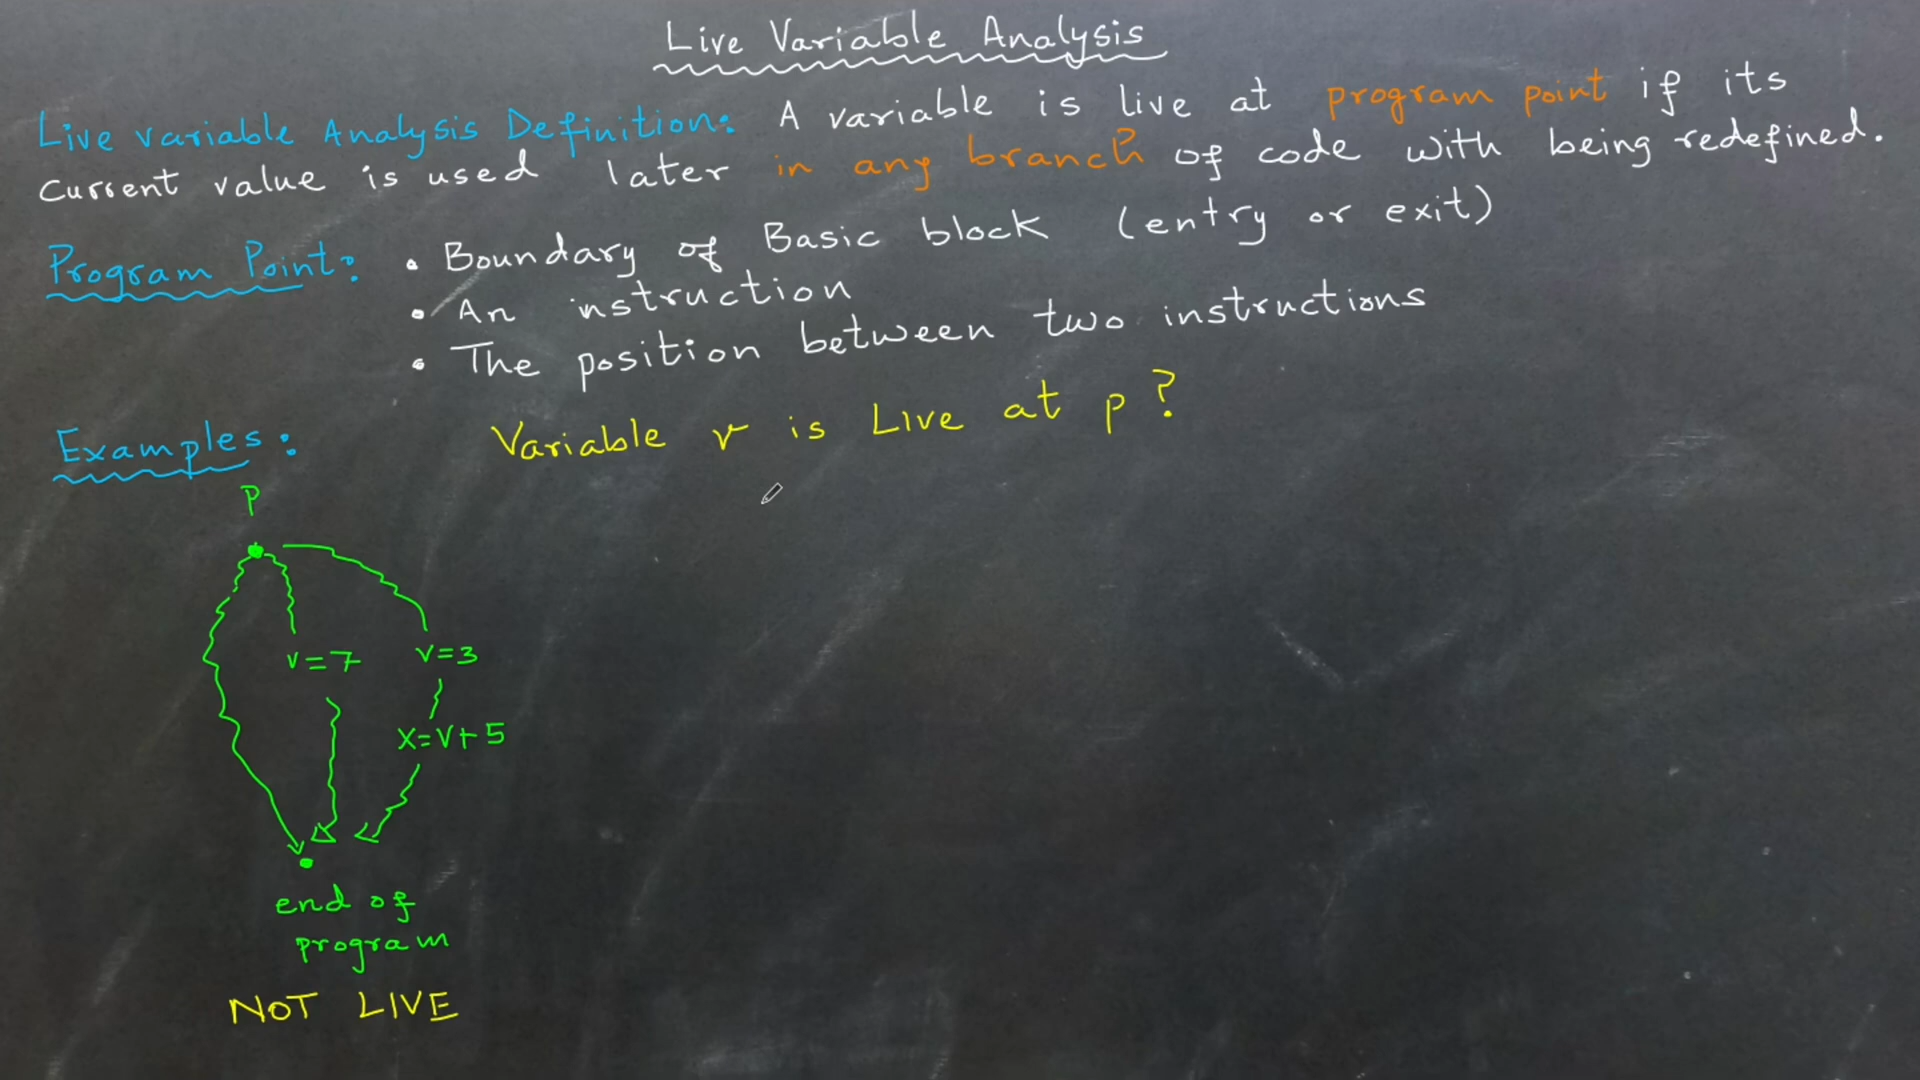 Live Variable Analysis
Live variable Analysis Definition: A variable is live at program point if its
current value is used later in any branch of code with being redefined.
Program Point: • Boundary of Basic block (entry or exit)
• An instruction
• The position between two instructions
Examples: Variable v is Live at p?
P
v=7 v=3
x=v+5
end of
program
NOT LIVE